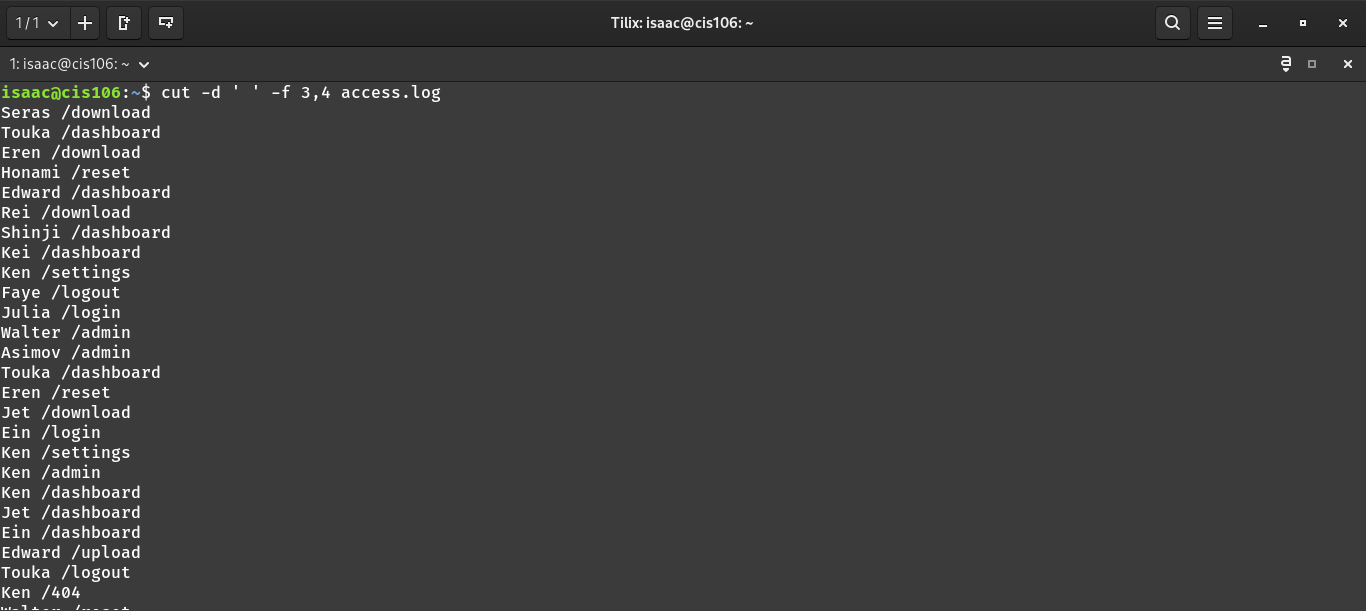 1 / 1
Tilix: isaac@cis106: ~
1: isaac@cis106: ~
isaac@cis106:~$ cut -d ' ' -f 3,4 access.log
Seras /download
Touka /dashboard
Eren /download
Honami /reset
Edward /dashboard
Rei /download
Shinji /dashboard
Kei /dashboard
Ken /settings
Faye /logout
Julia /login
Walter /admin
Asimov /admin
Touka /dashboard
Eren /reset
Jet /download
Ein /login
Ken /settings
Ken /admin
Ken /dashboard
Jet /dashboard
Ein /dashboard
Edward /upload
Touka /logout
Ken /404